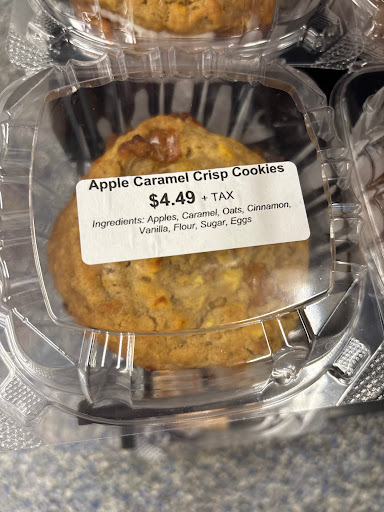 Apple Caramel Crisp Cookies
$4.49 + TAX
Ingredients: Apples, Caramel, Oats, Cinnamon,
Vanilla, Flour, Sugar, Eggs